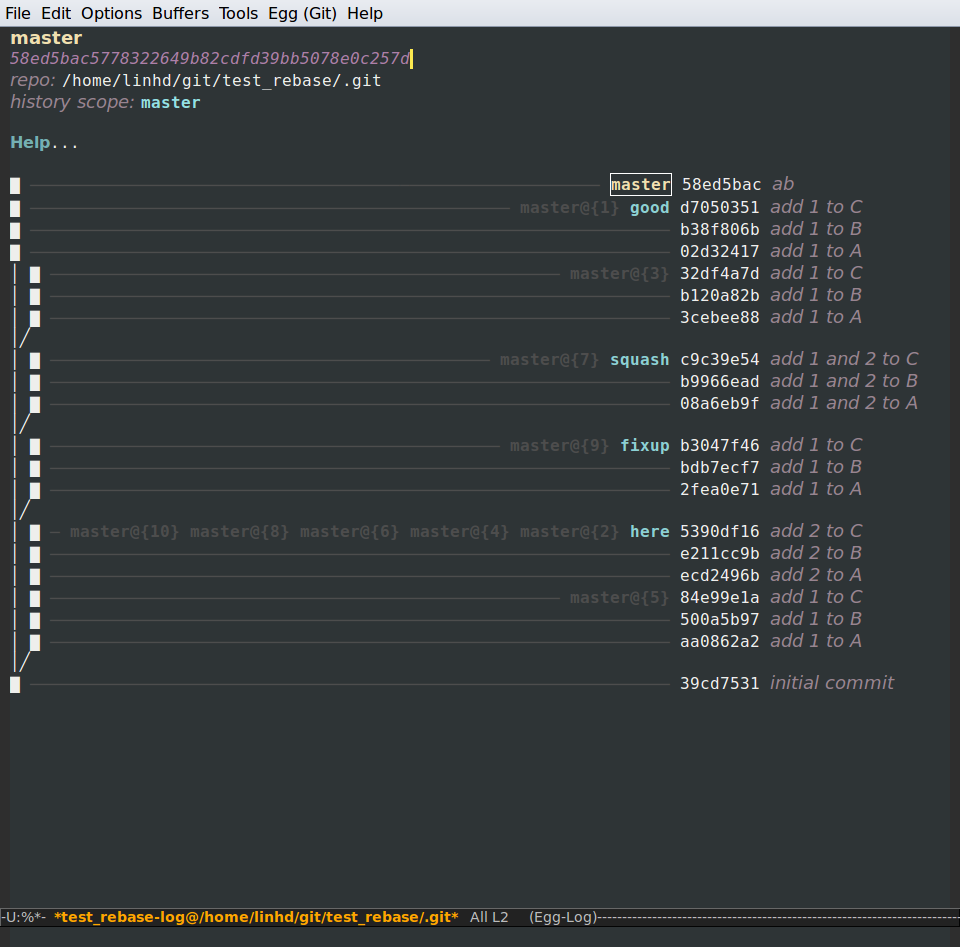 File Edit Options Buffers Tools Egg (Git) Help
master
58ed5bac5778322649b82cdfd39bb5078e0c257d
repo: /home/linhd/git/test_rebase/.git
history scope: master
Help...
master 58ed5bac ab
master@{1} good d7050351 add 1 to C
b38f806b add 1 to B
02d32417 add 1 to A
master@{3} 32df4a7d add 1 to C
b120a82b add 1 to B
3cebee88 add 1 to A
master@{7} squash c9c39e54 add 1 and 2 to C
b9966ead add 1 and 2 to B
08a6eb9f add 1 and 2 to A
master@{9} fixup b3047f46 add 1 to C
bdb7ecf7 add 1 to B
2fea0e71 add 1 to A
master@{10} master@{8} master@{6} master@{4} master@{2} here 5390df16 add 2 to C
e211cc9b add 2 to B
ecd2496b add 2 to A
master@{5} 84e99e1a add 1 to C
500a5b97 add 1 to B
aa0862a2 add 1 to A
39cd7531 initial commit
-U:%*- *test_rebase-log@/home/linhd/git/test_rebase/.git* All L2 (Egg-Log)------------------------------------------------------------